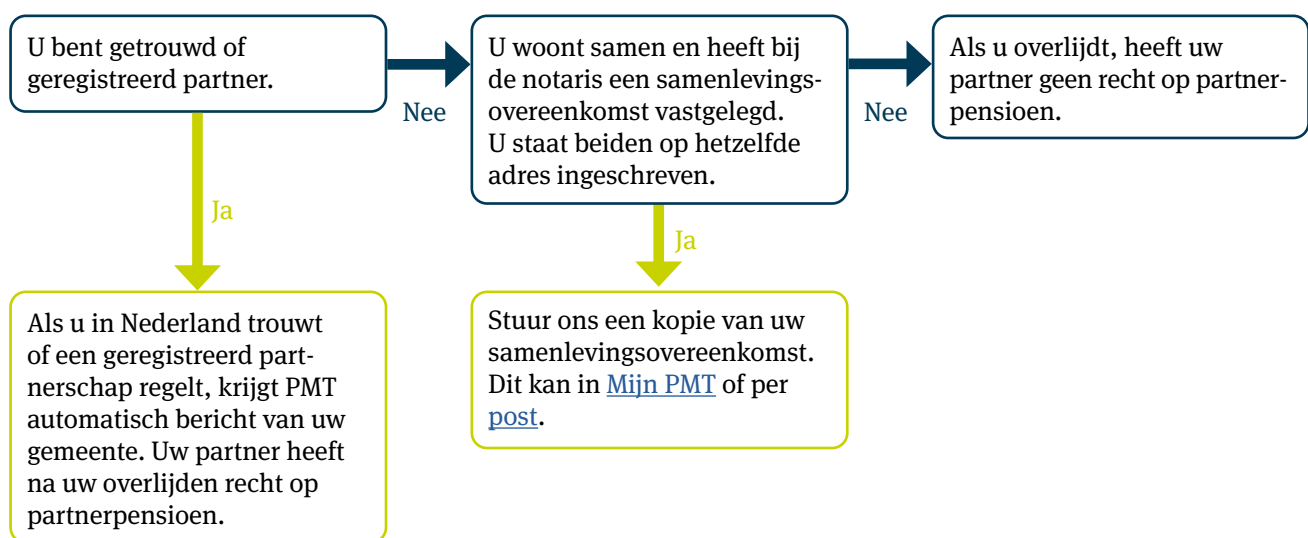 U bent getrouwd of
geregistreerd partner.
Nee
U woont samen en heeft bij
de notaris een samenlevings-
overeenkomst vastgelegd.
U staat beiden op hetzelfde
adres ingeschreven.
Nee
Als u overlijdt, heeft uw
partner geen recht op partner-
pensioen.
Ja
Ja
Als u in Nederland trouwt
of een geregistreerd part-
nerschap regelt, krijgt PMT
automatisch bericht van uw
gemeente. Uw partner heeft
na uw overlijden recht op
partnerpensioen.
Stuur ons een kopie van uw
samenlevingsovereenkomst.
Dit kan in Mijn PMT of per
post.